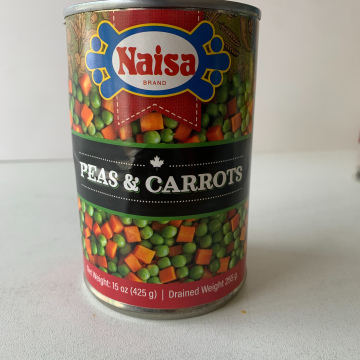 Naisa
BRAND
PEAS & CARROTS
Net Weight: 15 oz (425 g) | Drained Weight 255 g